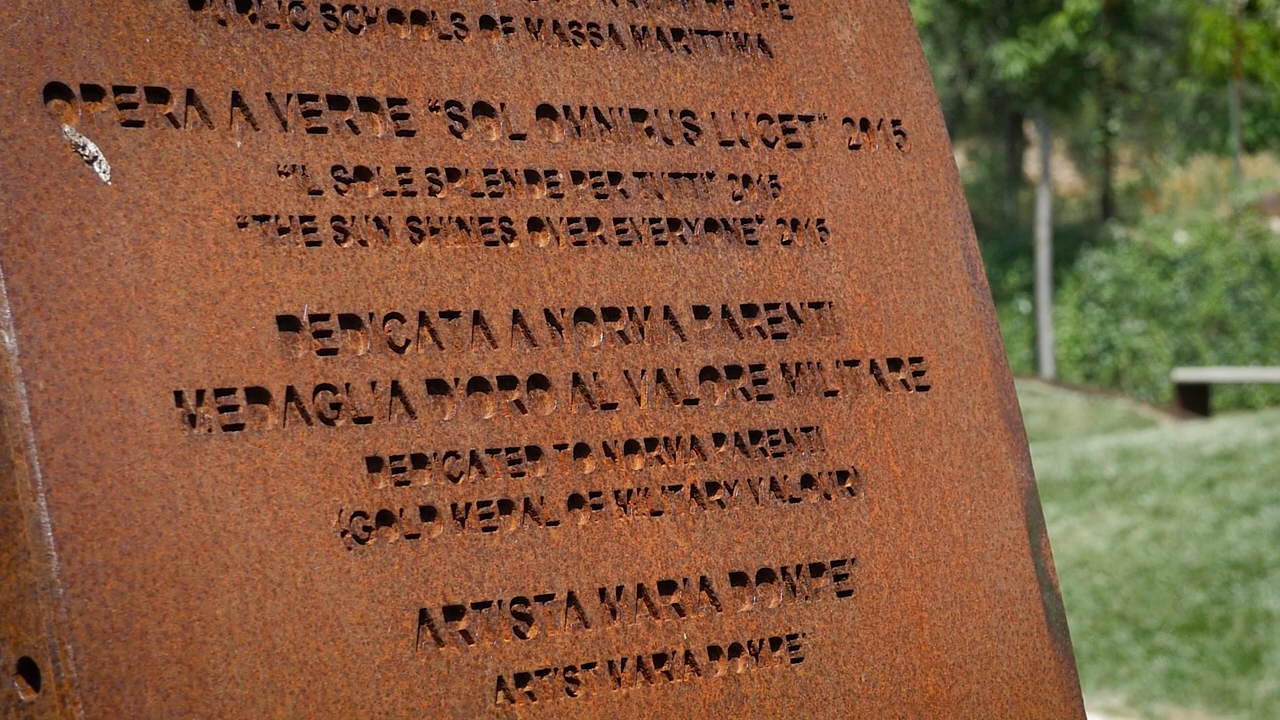 OF THE
PUBLIC SCHOOLS OF MASSA MARITTIMA
OPERA A VERDE "SOL OMNIBUS LUCET" 2015
"IL SOLE SPLENDE PER TUTTI" 2015
"THE SUN SHINES OVER EVERYONE" 2015
DEDICATA A NORMA PARENTI
MEDAGLIA D'ORO AL VALORE MILITARE
DEDICATED TO NORMA PARENTI
(GOLD MEDAL OF MILITARY VALOUR)
ARTISTA MARIA DOMPE'
ARTIST MARIA DOMPE'